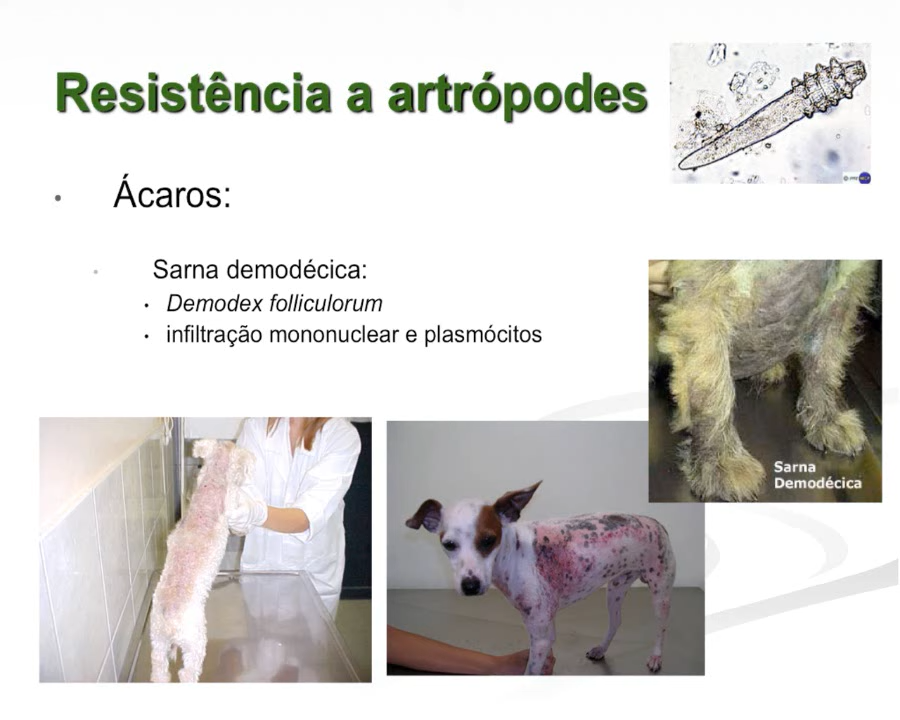 Resistência a artrópodes
Ácaros:
Sarna demodécica:
Demodex folliculorum
infiltração mononuclear e plasmócitos
Sarna
Demodécica